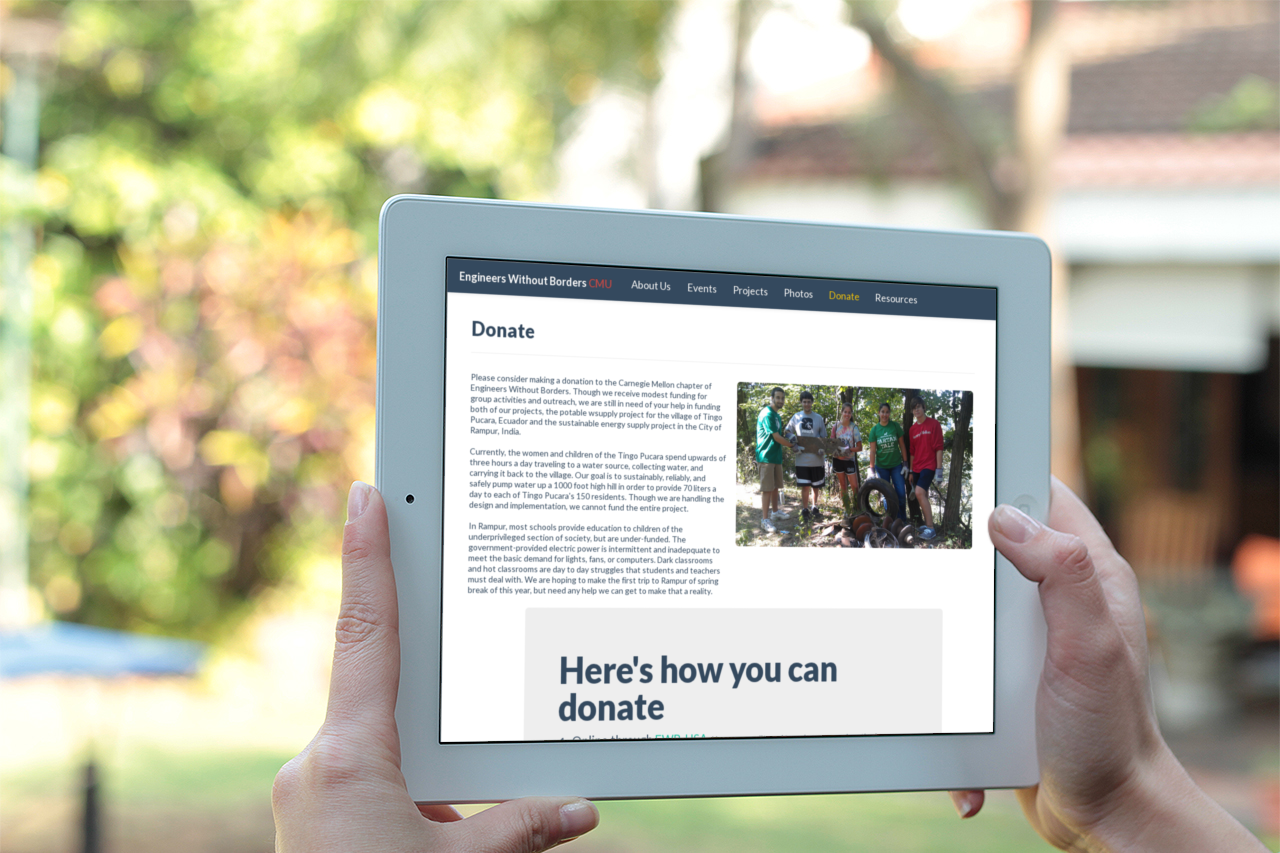 Engineers Without Borders CMU About Us Events Projects Photos Donate Resources
Donate
Please consider making a donation to the Carnegie Mellon chapter of
Engineers Without Borders. Though we receive modest funding for
group activities and outreach, we are still in need of your help in funding
both of our projects, the potable wsupply project for the village of Tingo
Pucara, Ecuador and the sustainable energy supply project in the City of
Rampur, India.
Currently, the women and children of the Tingo Pucara spend upwards of
three hours a day traveling to a water source, collecting water, and
carrying it back to the village. Our goal is to sustainably, reliably, and
safely pump water up a 1000 foot high hill in order to provide 70 liters a
day to each of Tingo Pucara's 150 residents. Though we are handling the
design and implementation, we cannot fund the entire project.
In Rampur, most schools provide education to children of the
underprivileged section of society, but are under-funded. The
government-provided electric power is intermittent and inadepquate to
meet the basic demand for lights, fans, or computers. Dark classrooms
and hot classrooms are day to day struggles that students and teachers
must deal with. We are hoping to make the first trip to Rampur of spring
break of this year, but need any help we can get to make that a reality.
Here's how you can
donate
Online through EWB-USA